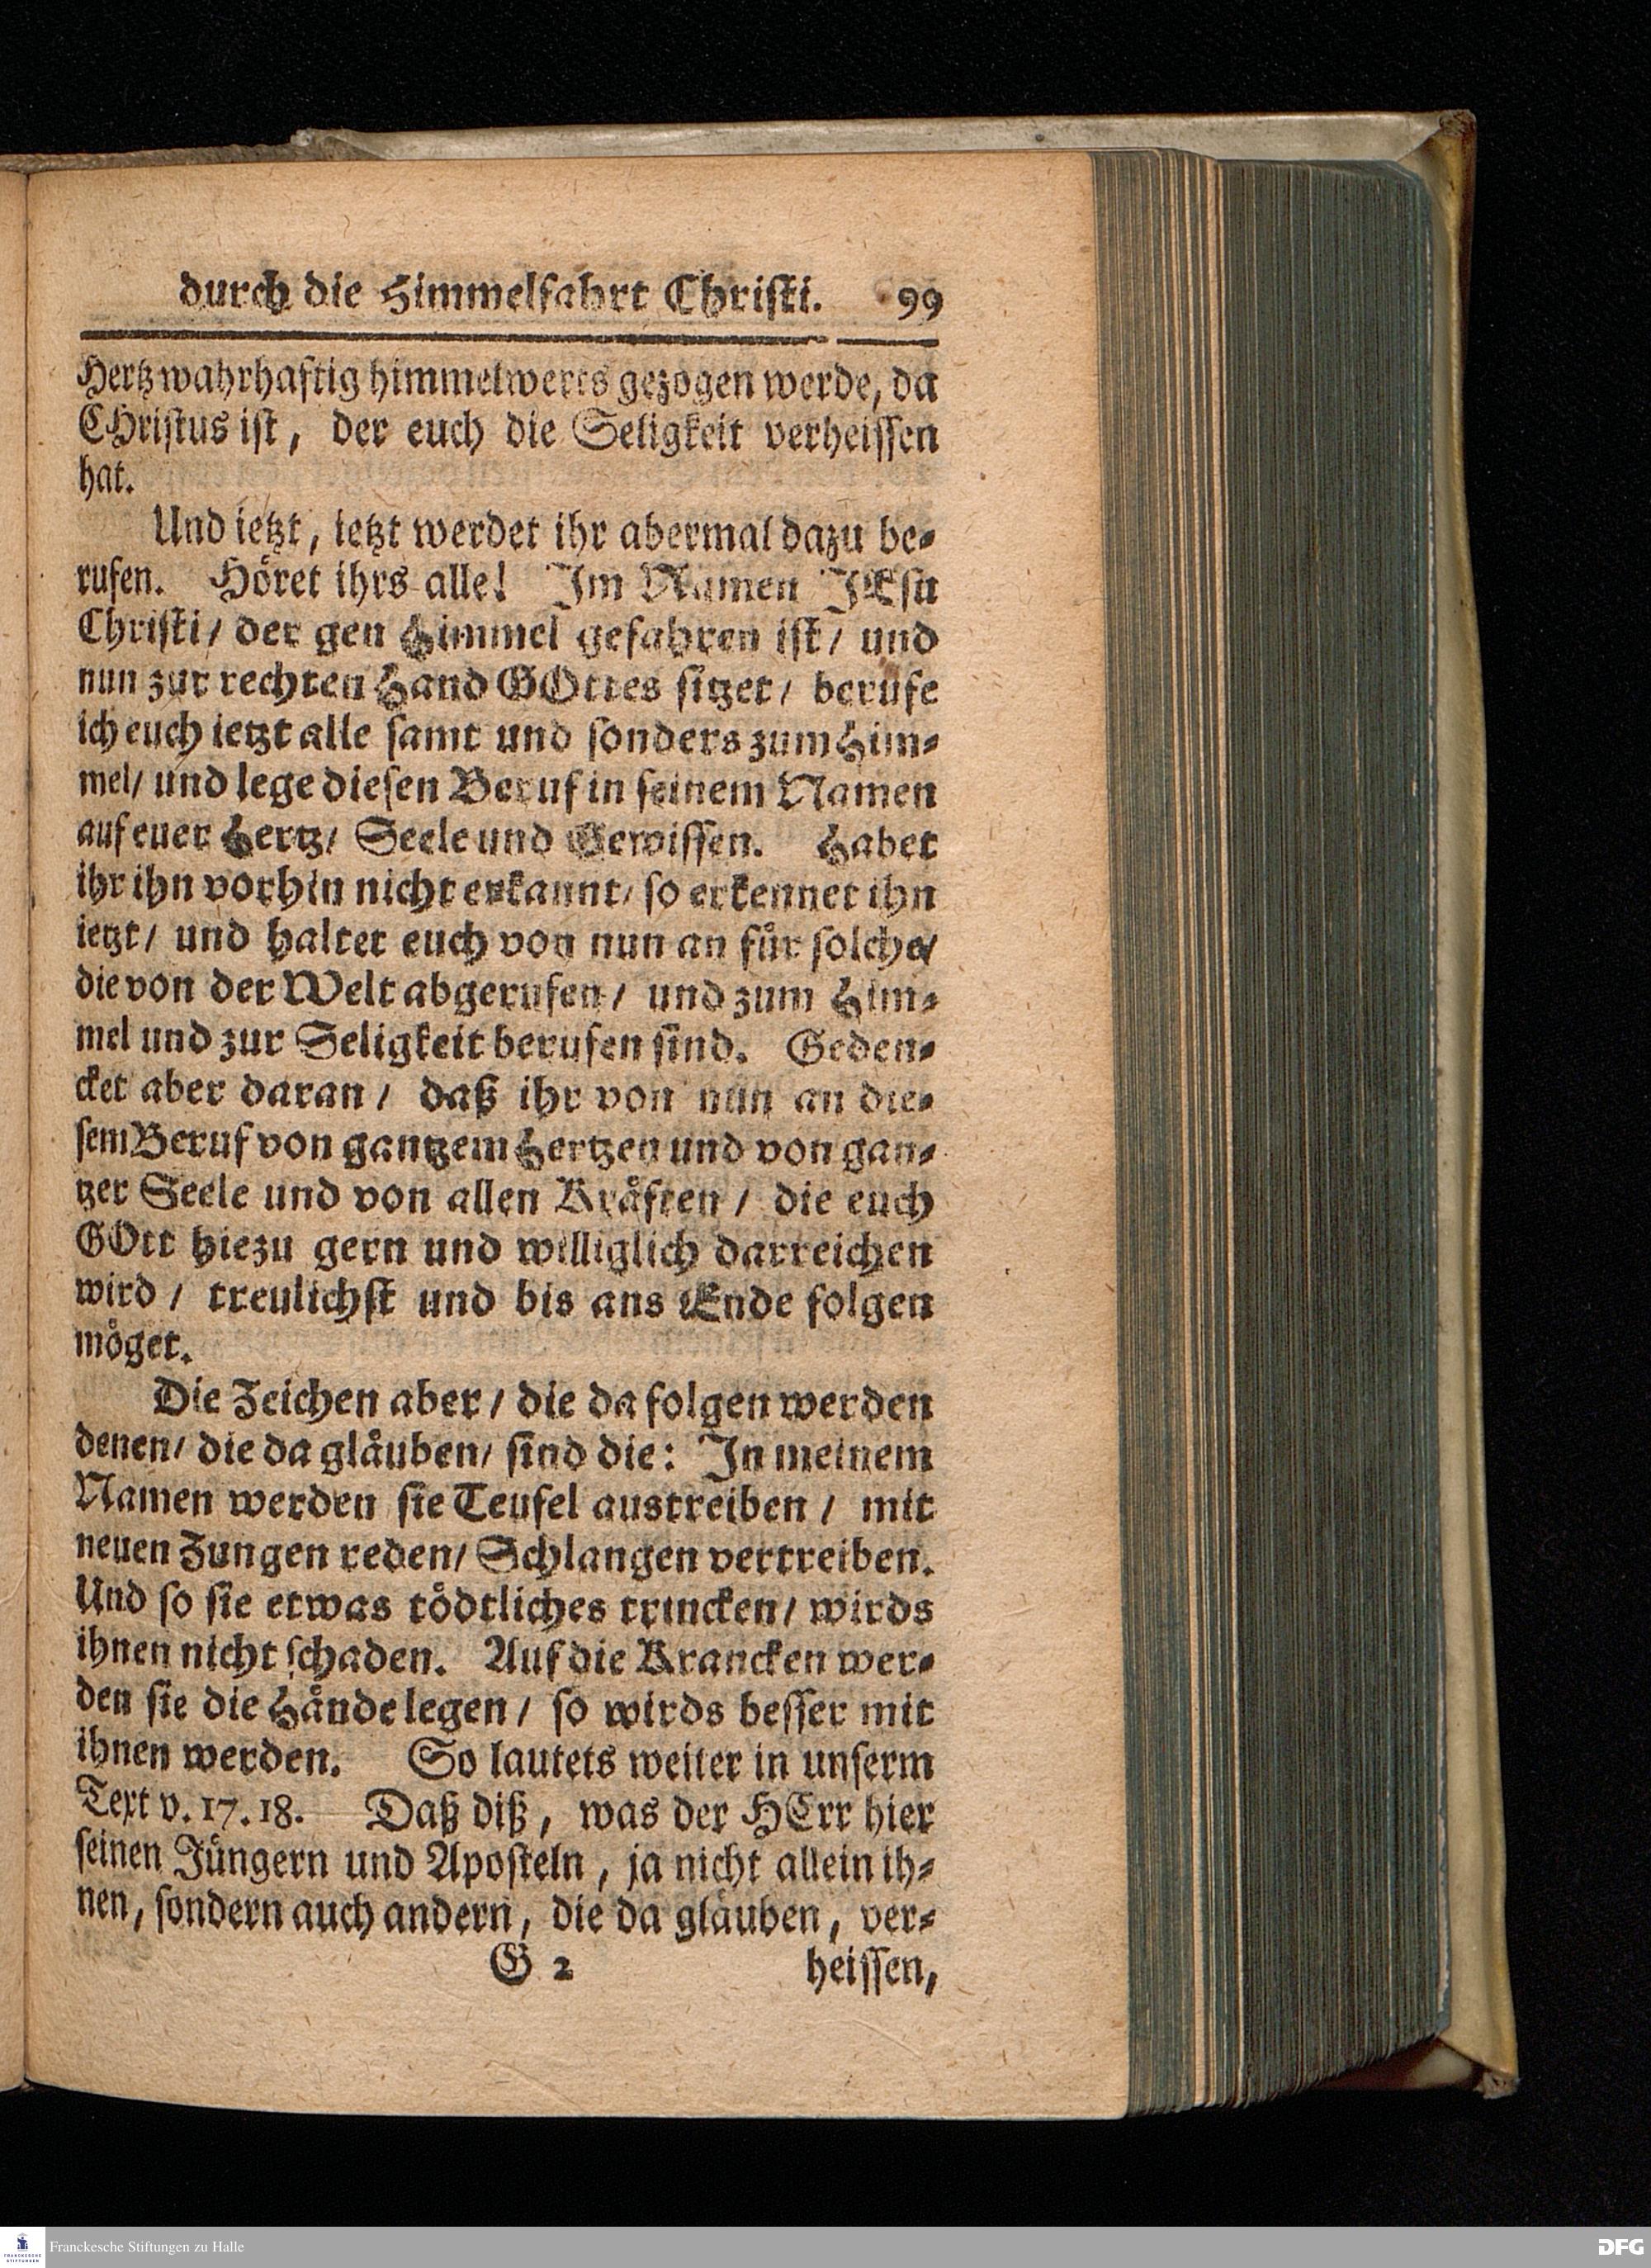 durch die Himmelfahrt Christi. 99
Hertz wahrhaftig himmelwerts gezogen werde, da
CHristus ist, der euch die Seligkeit verheissen
hat.
Und ietzt, ietzt werdet ihr abermal dazu be-
rufen. Höret ihrs alle! Im Namen JEsu
Christi/ der gen Himmel gefahren ist/ und
nun zur rechten Hand GOttes sitzet/ berufe
ich euch ietzt alle samt und sonders zum Him-
mel/ und lege diesen Beruf in seinem Namen
auf euer Hertz/ Seele und Gewissen. Habet
ihr ihn vorhin nicht erkannt/ so erkennet ihn
ietzt/ und haltet euch von nun an für solche/
die von der Welt abgerufen/ und zum Him-
mel und zur Seligkeit berufen sind. Geden-
cket aber daran/ daß ihr von nun an die-
sem Beruf von gantzem Hertzen und von gan-
tzer Seele und von allen Kräften/ die euch
GOtt hiezu gern und williglich darreichen
wird/ treulichst und bis ans Ende folgen
möget.
Die Zeichen aber/ die da folgen werden
denen/ die da gläuben/ sind die: In meinem
Namen werden sie Teufel austreiben/ mit
neuen Zungen reden/ Schlangen vertreiben.
Und so sie etwas tödtliches trincken/ wirds
ihnen nicht schaden. Auf die Krancken wer-
den sie die Hände legen/ so wirds besser mit
ihnen werden. So lautets weiter in unserm
Text v. 17. 18. Daß diß, was der HErr hier
seinen Jüngern und Aposteln, ja nicht allein ih-
nen, sondern auch andern, die da gläuben, ver-
G 2 heissen,
FRANCKESCHE STIFTUNGEN
Franckesche Stiftungen zu Halle
DFG